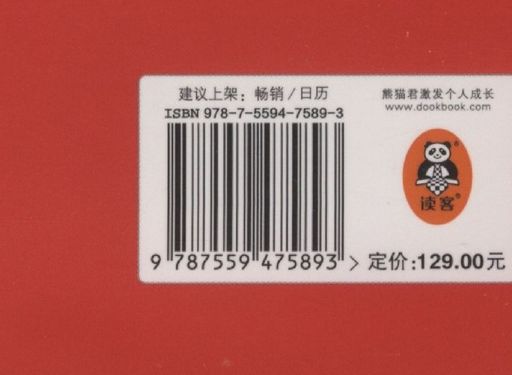 建议上架：畅销/日历
ISBN 978-7-5594-7589-3
9 787559 475893 >
熊猫君激发个人成长
www.dookbook.com
读客
定价:129.00元